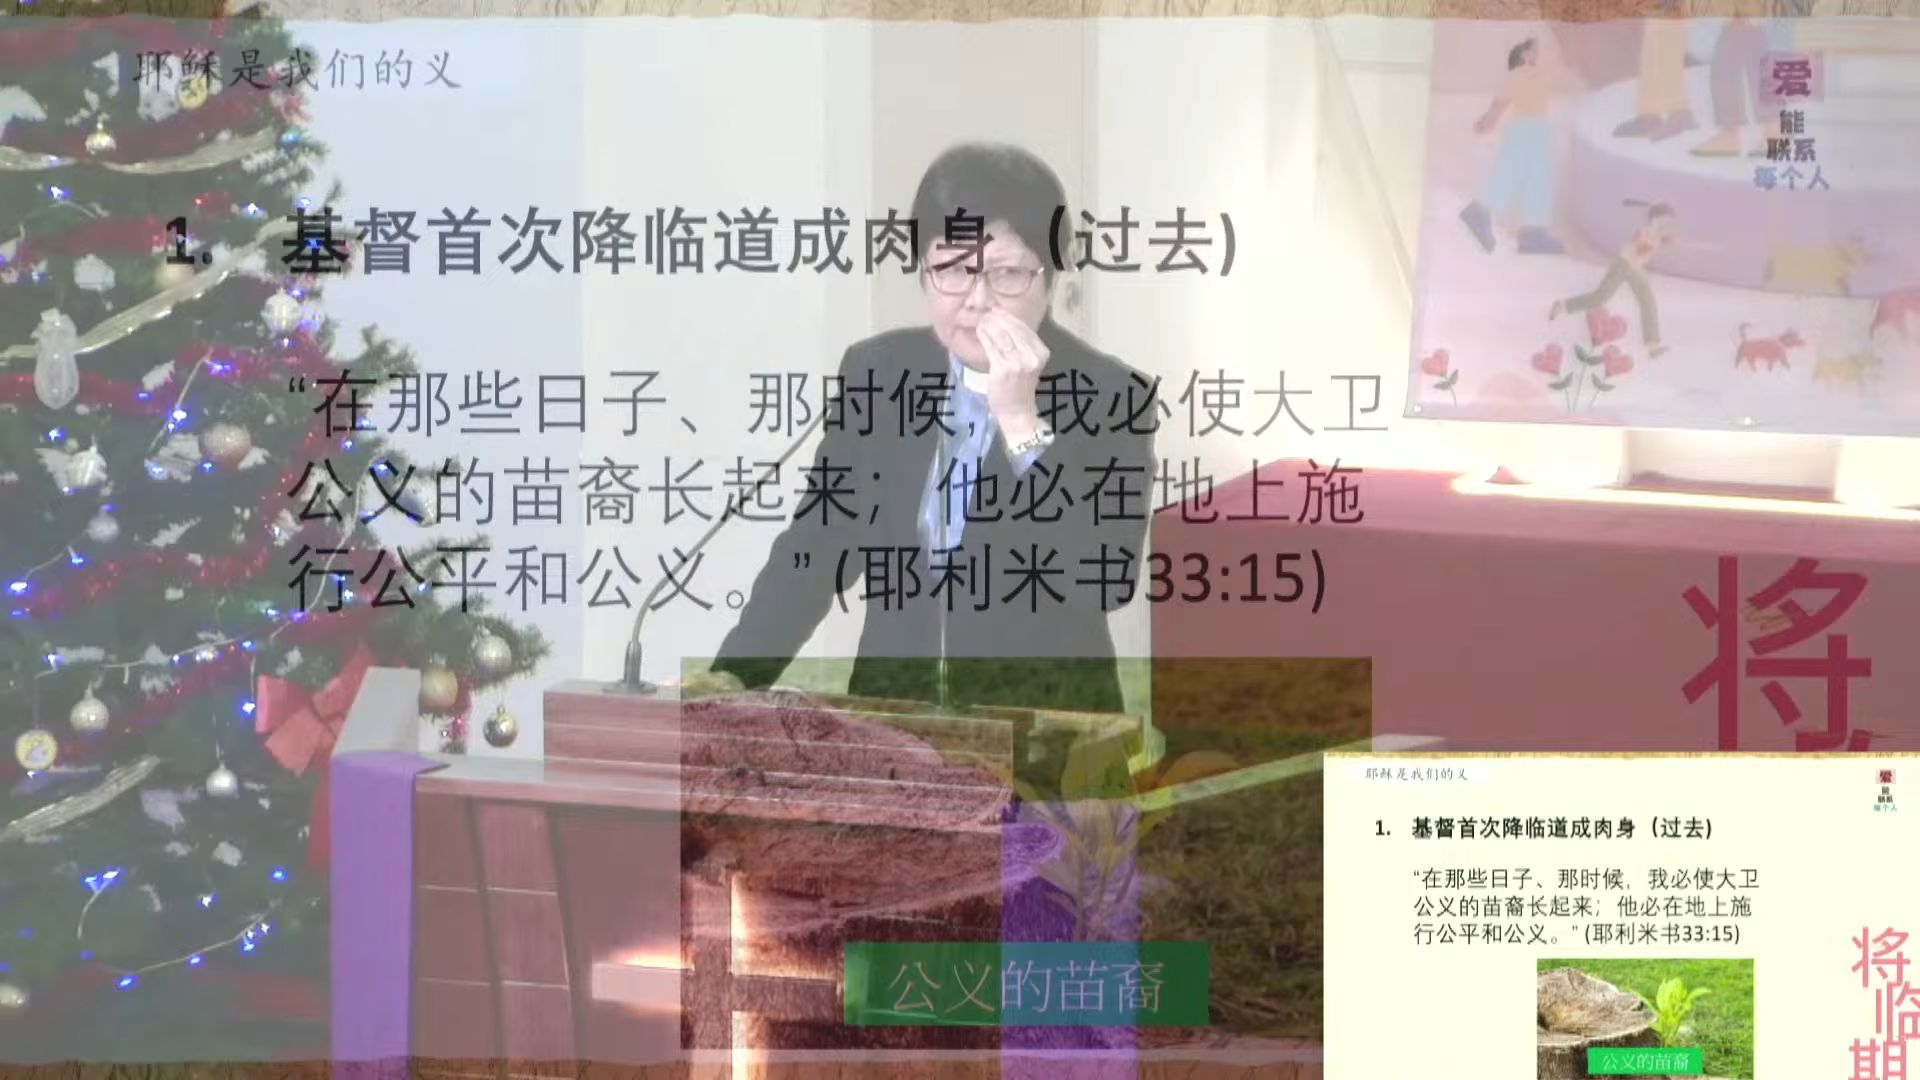 耶稣是我们的义
爱
能
联系
每个人
1. 基督首次降临道成肉身（过去)
“在那些日子、那时候，我必使大卫
公义的苗裔长起来；他必在地上施
行公平和公义。” (耶利米书33:15)
将
公义的苗裔
耶稣是我们的义
爱
能
联系
每个人
1. 基督首次降临道成肉身（过去)
“在那些日子、那时候，我必使大卫
公义的苗裔长起来；他必在地上施
行公平和公义。” (耶利米书33:15)
将
临
期
公义的苗裔